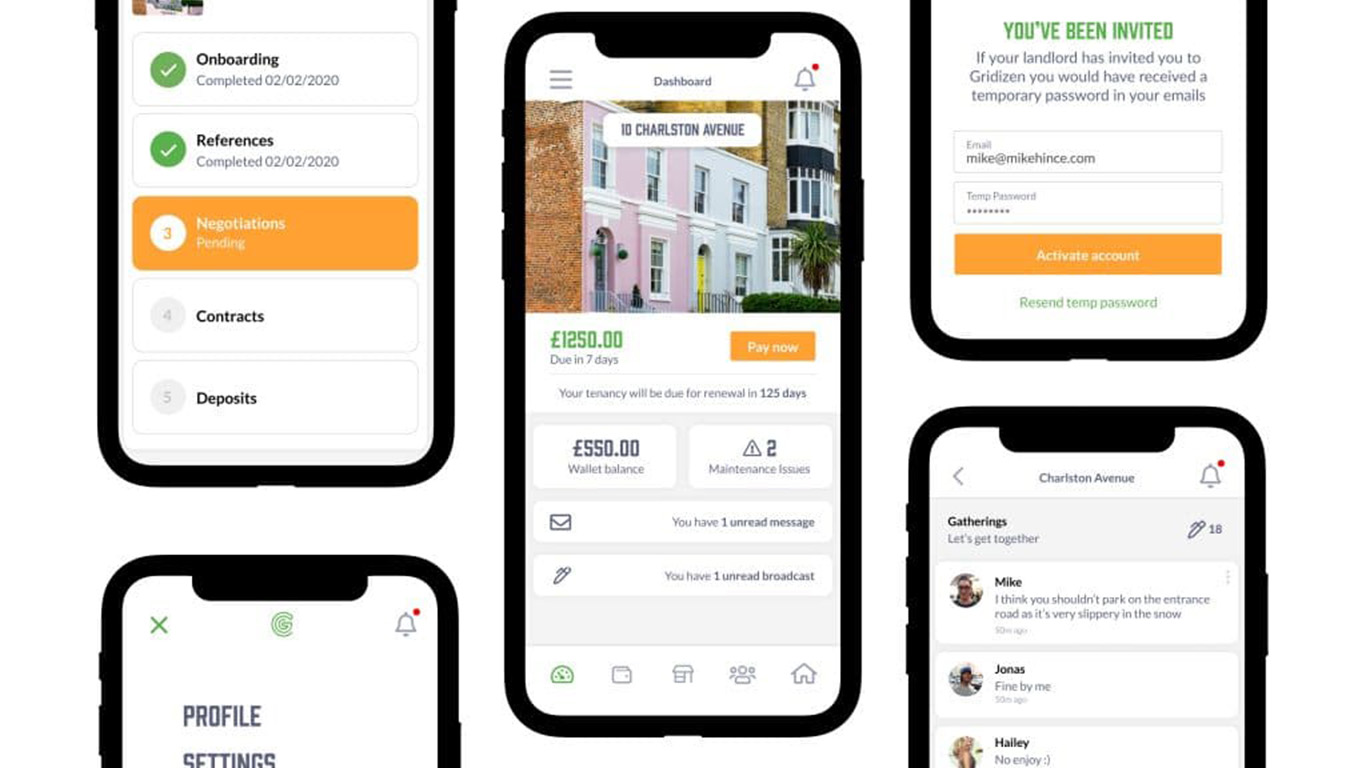 Onboarding
Completed 02/02/2020
References
Completed 02/02/2020
3
Negotiations
Pending
4
Contracts
5
Deposits
PROFILE
SETTINGS
Dashboard
10 CHARLSTON AVENUE
£1250.00
Due in 7 days
Pay now
Your tenancy will be due for renewal in 125 days
£550.00
Wallet balance
2
Maintenance Issues
You have 1 unread message
You have 1 unread broadcast
YOU'VE BEEN INVITED
If your landlord has invited you to
Gridizen you would have received a
temporary password in your emails
Email
mike@mikehince.com
Temp Password
••••••••
Activate account
Resend temp password
Charlston Avenue
Gatherings
Let's get together
18
Mike
I think you shouldn't park on the entrance
road as it's very slippery in the snow
50m ago
Jonas
Fine by me
50m ago
Hailey
No enjoy :)